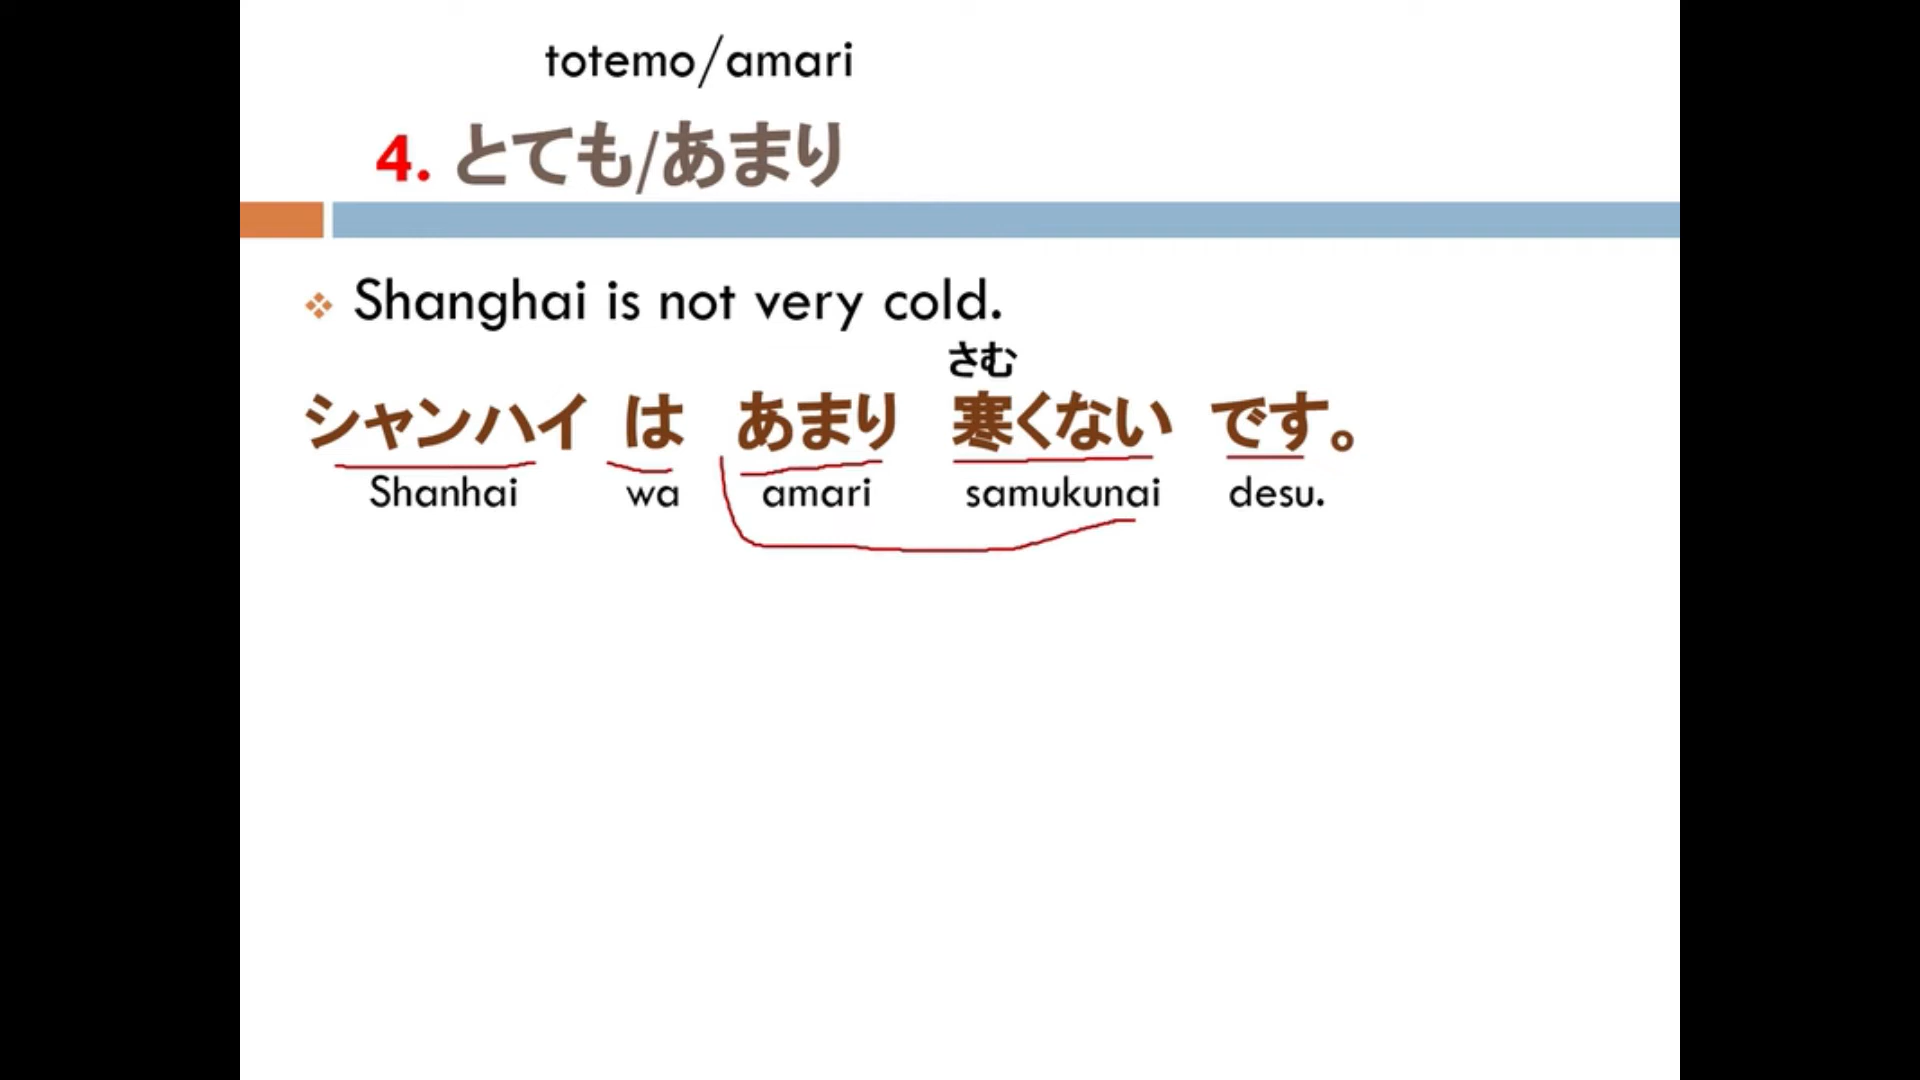 totemo/amari
4. とても/あまり
Shanghai is not very cold.
さむ
シャンハイ は あまり 寒くない です。
Shanhai wa amari samukunai desu.